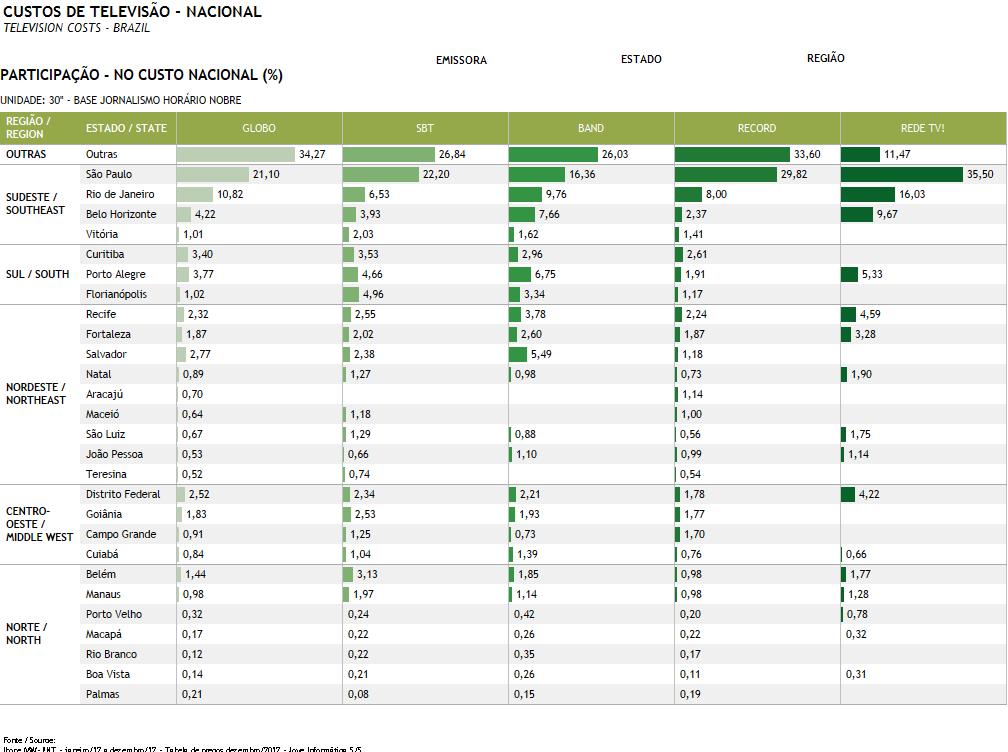 CUSTOS DE TELEVISÃO - NACIONAL
TELEVISION COSTS - BRAZIL
EMISSORA ESTADO REGIÃO
PARTICIPAÇÃO - NO CUSTO NACIONAL (%)
UNIDADE: 30" - BASE JORNALISMO HORÁRIO NOBRE
REGIÃO / REGION ESTADO / STATE GLOBO SBT BAND RECORD REDE TV!
OUTRAS Outras 34,27 26,84 26,03 33,60 11,47
SUDESTE / SOUTHEAST
São Paulo 21,10 22,20 16,36 29,82 35,50
Rio de Janeiro 10,82 6,53 9,76 8,00 16,03
Belo Horizonte 4,22 3,93 7,66 2,37 9,67
Vitória 1,01 2,03 1,62 1,41
SUL / SOUTH
Curitiba 3,40 3,53 2,96 2,61
Porto Alegre 3,77 4,66 6,75 1,91 5,33
Florianópolis 1,02 4,96 3,34 1,17
NORDESTE / NORTHEAST
Recife 2,32 2,55 3,78 2,24 4,59
Fortaleza 1,87 2,02 2,60 1,87 3,28
Salvador 2,77 2,38 5,49 1,18
Natal 0,89 1,27 0,98 0,73 1,90
Aracajú 0,70 1,14
Maceió 0,64 1,18 1,00
São Luiz 0,67 1,29 0,88 0,56 1,75
João Pessoa 0,53 0,66 1,10 0,99 1,14
Teresina 0,52 0,74 0,54
CENTRO-OESTE / MIDDLE WEST
Distrito Federal 2,52 2,34 2,21 1,78 4,22
Goiânia 1,83 2,53 1,93 1,77
Campo Grande 0,91 1,25 0,73 1,70
Cuiabá 0,84 1,04 1,39 0,76 0,66
NORTE / NORTH
Belém 1,44 3,13 1,85 0,98 1,77
Manaus 0,98 1,97 1,14 0,98 1,28
Porto Velho 0,32 0,24 0,42 0,20 0,78
Macapá 0,17 0,22 0,26 0,22 0,32
Rio Branco 0,12 0,22 0,35 0,17
Boa Vista 0,14 0,21 0,26 0,11 0,31
Palmas 0,21 0,08 0,15 0,19
Fonte / Source:
janeiro/12 a dezembro/12 - Tabela de preços dezembro/2012 - Jove Informática 5/5